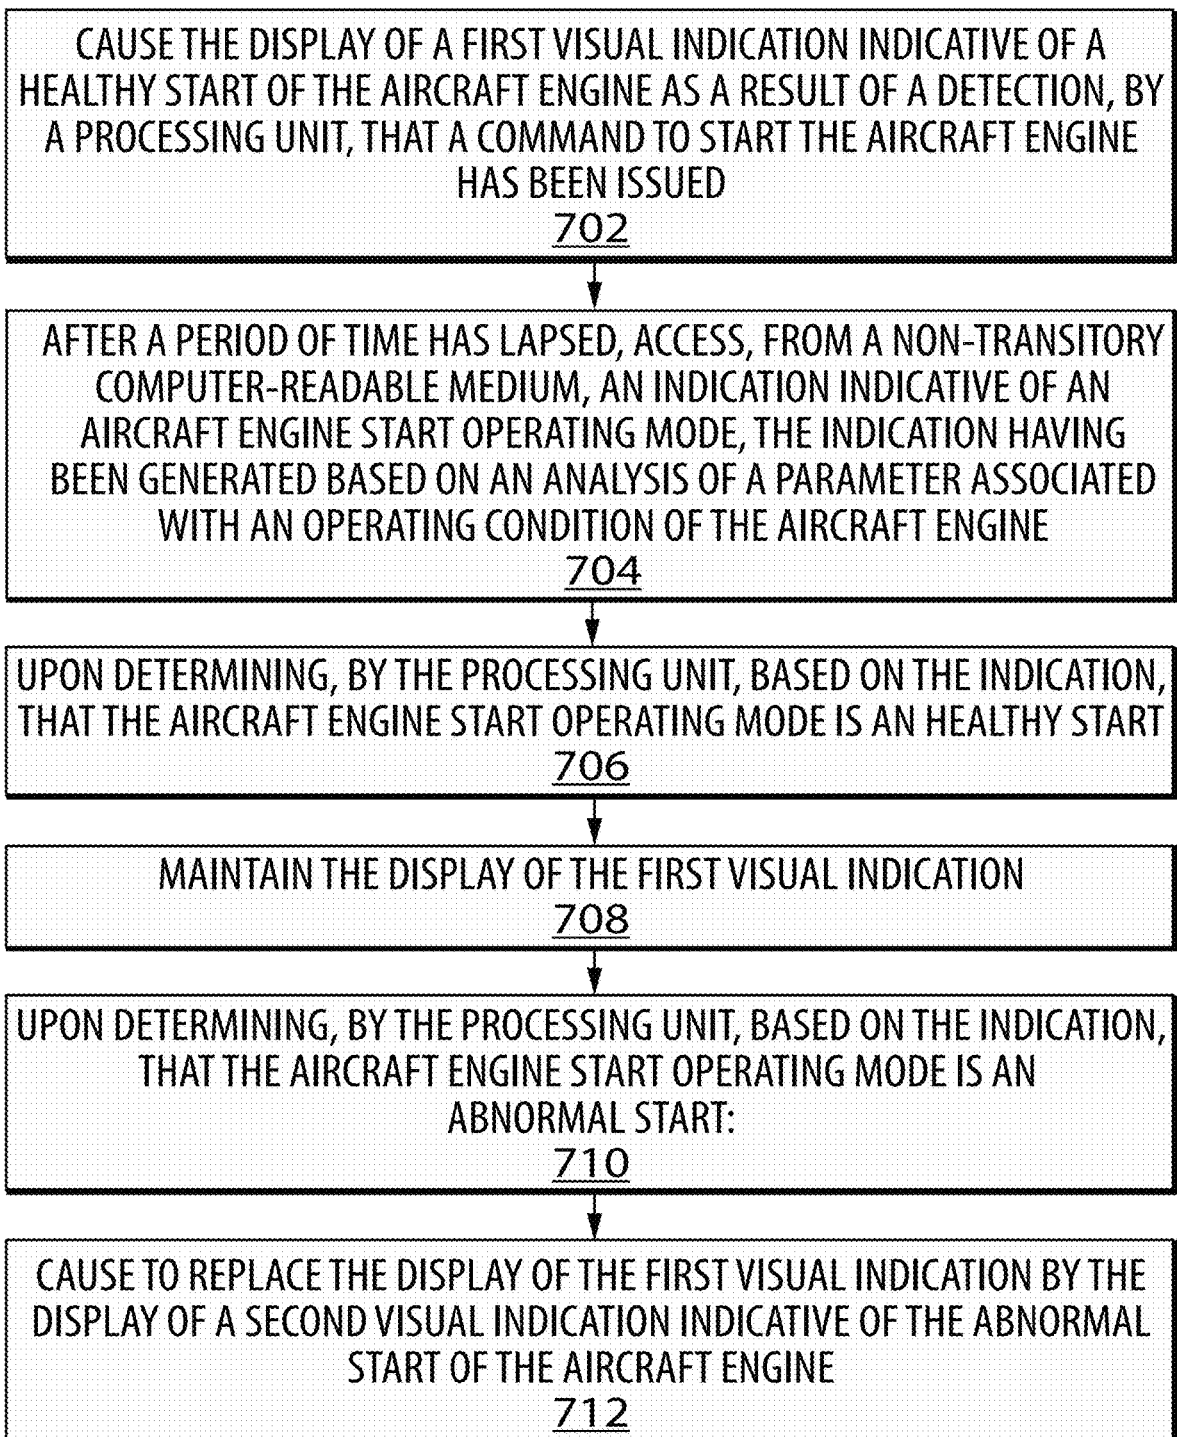 CAUSE THE DISPLAY OF A FIRST VISUAL INDICATION INDICATIVE OF A
HEALTHY START OF THE AIRCRAFT ENGINE AS A RESULT OF A DETECTION, BY
A PROCESSING UNIT, THAT A COMMAND TO START THE AIRCRAFT ENGINE
HAS BEEN ISSUED
702
AFTER A PERIOD OF TIME HAS LAPSED, ACCESS, FROM A NON-TRANSITORY
COMPUTER-READABLE MEDIUM, AN INDICATION INDICATIVE OF AN
AIRCRAFT ENGINE START OPERATING MODE, THE INDICATION HAVING
BEEN GENERATED BASED ON AN ANALYSIS OF A PARAMETER ASSOCIATED
WITH AN OPERATING CONDITION OF THE AIRCRAFT ENGINE
704
UPON DETERMINING, BY THE PROCESSING UNIT, BASED ON THE INDICATION,
THAT THE AIRCRAFT ENGINE START OPERATING MODE IS AN HEALTHY START
706
MAINTAIN THE DISPLAY OF THE FIRST VISUAL INDICATION
708
UPON DETERMINING, BY THE PROCESSING UNIT, BASED ON THE INDICATION,
THAT THE AIRCRAFT ENGINE START OPERATING MODE IS AN
ABNORMAL START:
710
CAUSE TO REPLACE THE DISPLAY OF THE FIRST VISUAL INDICATION BY THE
DISPLAY OF A SECOND VISUAL INDICATION INDICATIVE OF THE ABNORMAL
START OF THE AIRCRAFT ENGINE
712